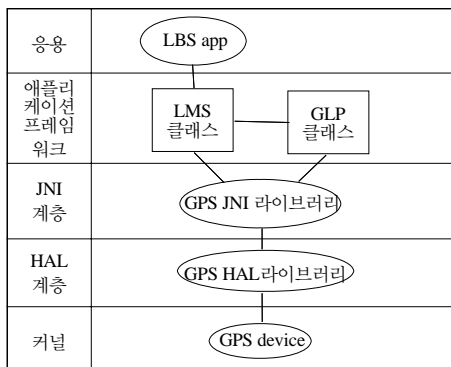 응용
LBS app
애플리
케이션
프레임
워크
LMS
클래스
GLP
클래스
JNI
계층
GPS JNI 라이브러리
HAL
계층
GPS HAL라이브러리
커널
GPS device